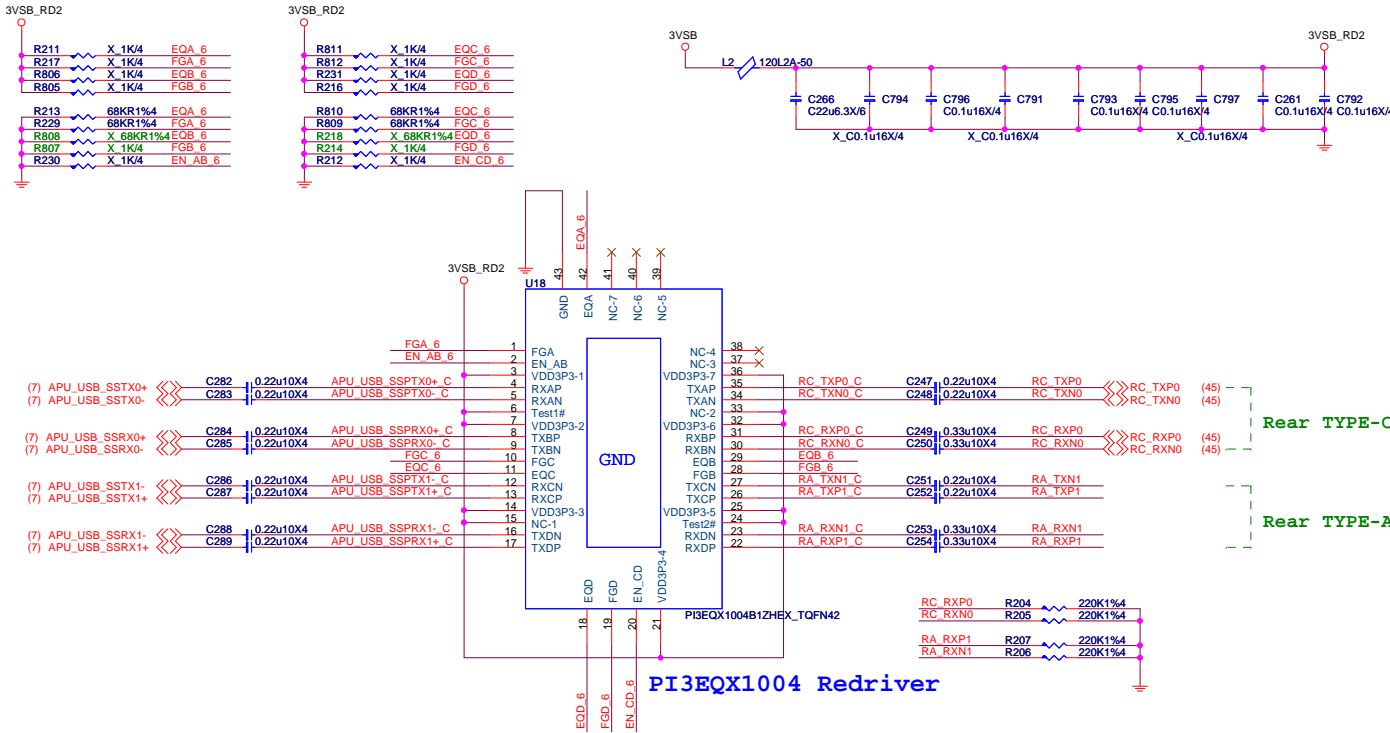 3VSB_RD2
R211 X_1K/4 EQA_6
R217 X_1K/4 FGA_6
R806 X_1K/4 EQB_6
R805 X_1K/4 FGB_6
R213 68KR1%4 EQA_6
R229 68KR1%4 FGA_6
R808 X_68KR1%4 EQB_6
R807 X_1K/4 FGB_6
R230 X_1K/4 EN_AB_6
3VSB_RD2
R811 X_1K/4 EQC_6
R812 X_1K/4 FGC_6
R231 X_1K/4 EQD_6
R216 X_1K/4 FGD_6
R810 68KR1%4 EQC_6
R809 68KR1%4 FGC_6
R218 X_68KR1%4 EQD_6
R214 X_1K/4 FGD_6
R212 X_1K/4 EN_CD_6
3VSB
3VSB_RD2
L2 120L2A-50
C266 C794 C796 C791 C793 C795 C797 C261 C792
C22u6.3X/6 C0.1u16X/4 C0.1u16X/4 C0.1u16X/4 C0.1u16X/4 C0.1u16X/4
X_C0.1u16X/4 X_C0.1u16X/4 X_C0.1u16X/4
EQA_6
3VSB_RD2
43 42 41 40 39
U18
GND EQA NC-7 NC-6 NC-5
FGA_6 1 FGA
EN_AB_6 2 EN_AB
3 VDD3P3-1
(7) APU_USB_SSTX0+ C282 0.22u10X4 APU_USB_SSPTX0+_C 4 RXAP
(7) APU_USB_SSTX0- C283 0.22u10X4 APU_USB_SSPTX0-_C 5 RXAN
6 Test1#
7 VDD3P3-2
(7) APU_USB_SSRX0+ C284 0.22u10X4 APU_USB_SSPRX0+_C 8 TXBP
(7) APU_USB_SSRX0- C285 0.22u10X4 APU_USB_SSPRX0-_C 9 TXBN
FGC_6 10 FGC
EQC_6 11 EQC
(7) APU_USB_SSTX1- C286 0.22u10X4 APU_USB_SSPTX1-_C 12 RXCN
(7) APU_USB_SSTX1+ C287 0.22u10X4 APU_USB_SSPTX1+_C 13 RXCP
14 VDD3P3-3
15 NC-1
(7) APU_USB_SSRX1- C288 0.22u10X4 APU_USB_SSPRX1-_C 16 TXDN
(7) APU_USB_SSRX1+ C289 0.22u10X4 APU_USB_SSPRX1+_C 17 TXDP
GND
NC-4 38
NC-3 37
VDD3P3-7 36
TXAP 35 RC_TXP0_C C247 0.22u10X4 RC_TXP0 RC_TXP0 (45)
TXAN 34 RC_TXN0_C C248 0.22u10X4 RC_TXN0 RC_TXN0 (45)
NC-2 33
VDD3P3-6 32
RXBP 31 RC_RXP0_C C249 0.33u10X4 RC_RXP0 RC_RXP0 (45)
RXBN 30 RC_RXN0_C C250 0.33u10X4 RC_RXN0 RC_RXN0 (45)
EQB 29 EQB_6
FGB 28 FGB_6
TXCN 27 RA_TXN1_C C251 0.22u10X4 RA_TXN1
TXCP 26 RA_TXP1_C C252 0.22u10X4 RA_TXP1
VDD3P3-5 25
Test2# 24
RXDN 23 RA_RXN1_C C253 0.33u10X4 RA_RXN1
RXDP 22 RA_RXP1_C C254 0.33u10X4 RA_RXP1
Rear TYPE-C
Rear TYPE-A
EQD FGD EN_CD VDD3P3-4
18 19 20 21
PI3EQX1004B1ZHEX_TQFN42
EQD_6 FGD_6 EN_CD_6
RC_RXP0 R204 220K1%4
RC_RXN0 R205 220K1%4
RA_RXP1 R207 220K1%4
RA_RXN1 R206 220K1%4
PI3EQX1004 Redriver